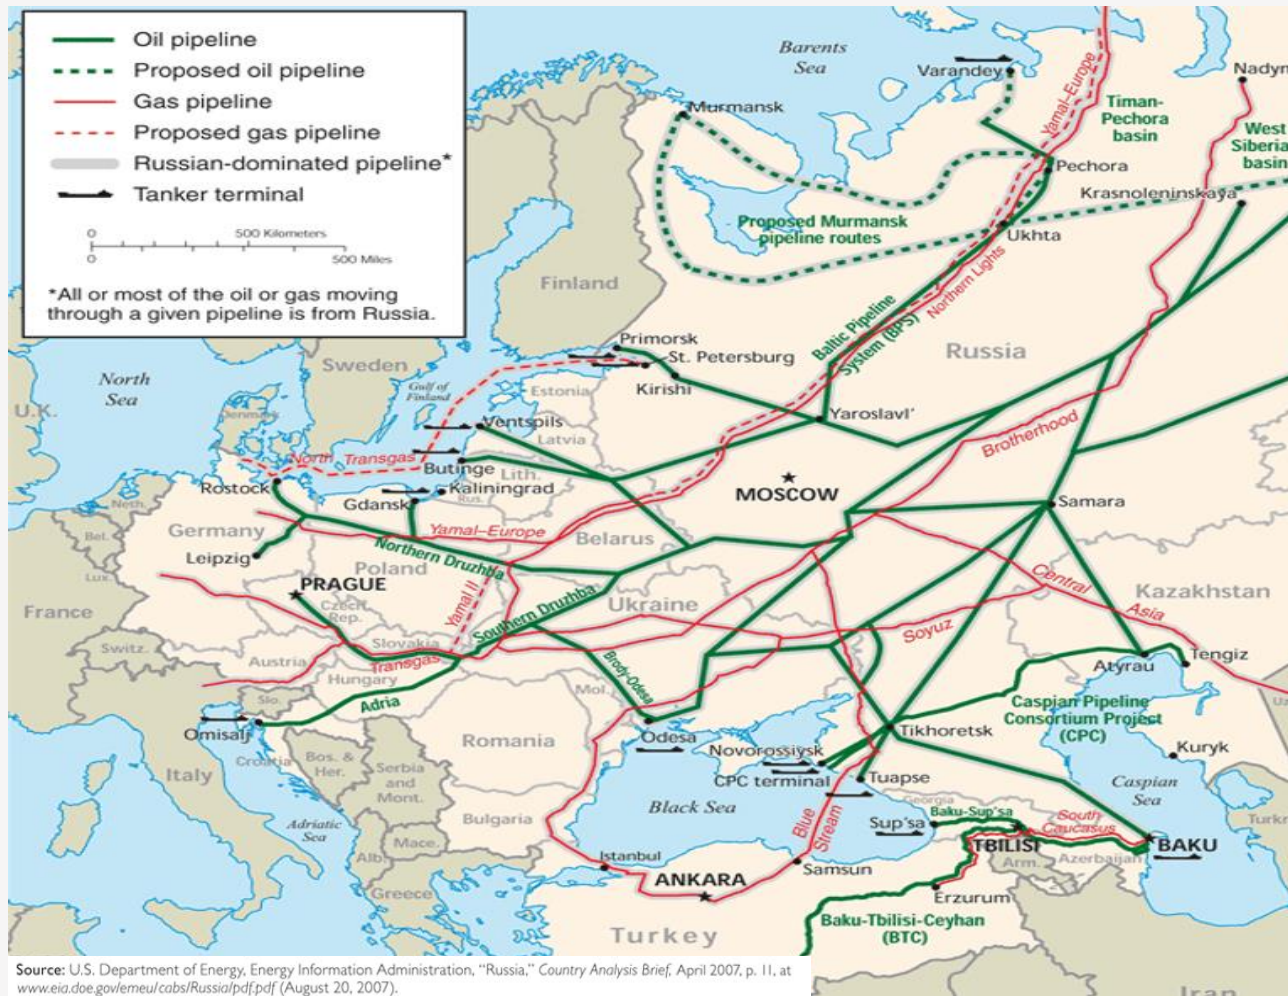 Oil pipeline
Proposed oil pipeline
Gas pipeline
Proposed gas pipeline
Russian-dominated pipeline*
Tanker terminal
0 500 Kilometers
0 500 Miles
*All or most of the oil or gas moving
through a given pipeline is from Russia.
Barents
Sea
Varandey
Murmansk
Yamal–Europe
Timan-
Pechora
basin
Nadym
West
Siberia
basin
Pechora
Krasnoleninskaya
Proposed Murmansk
pipeline routes
Ukhta
Northern Lights
Finland
Baltic Pipeline
System (BPS)
Russia
Primorsk
St. Petersburg
Kirishi
Sweden
North
Sea
Gulf of
Finland
Estonia
U.K.
Denmark
Ventspils
Latvia
Yaroslavl'
Brotherhood
North Transgas
Butinge
Lith.
Rostock
Kaliningrad
Rus.
Gdansk
MOSCOW
Samara
Neth.
Germany
Yamal–Europe
Belarus
Bel.
Leipzig
Northern Druzhba
Poland
Lux.
PRAGUE
Yamal II
Southern Druzhba
Ukraine
Central
Asia
Kazakhstan
France
Czech
Rep.
Soyuz
Slovakia
Switz.
Austria
Transgas
Hungary
Brody-Odesa
Atyrau
Tengiz
Adria
Mol.
Slo.
Caspian Pipeline
Consortium Project
(CPC)
Uz
Omisalj
Croatia
Romania
Odesa
Tikhoretsk
Novorossiysk
CPC terminal
Kuryk
Italy
Bos. &
Her.
Serbia
and
Mont.
Tuapse
Caspian
Sea
Black Sea
Georgia
Baku-Sup'sa
Adriatic
Sea
Bulgaria
Blue
Stream
Sup'sa
South
Caucasus
Turkr
Alb.
Mace.
TBILISI
BAKU
Istanbul
Samsun
Arm.
Azerbaijan
Greece
ANKARA
Erzurum
Baku-Tbilisi-Ceyhan
(BTC)
Turkey
Iran
Source: U.S. Department of Energy, Energy Information Administration, “Russia,” Country Analysis Brief, April 2007, p. 11, at
www.eia.doe.gov/emeu/cabs/Russia/pdf.pdf (August 20, 2007).